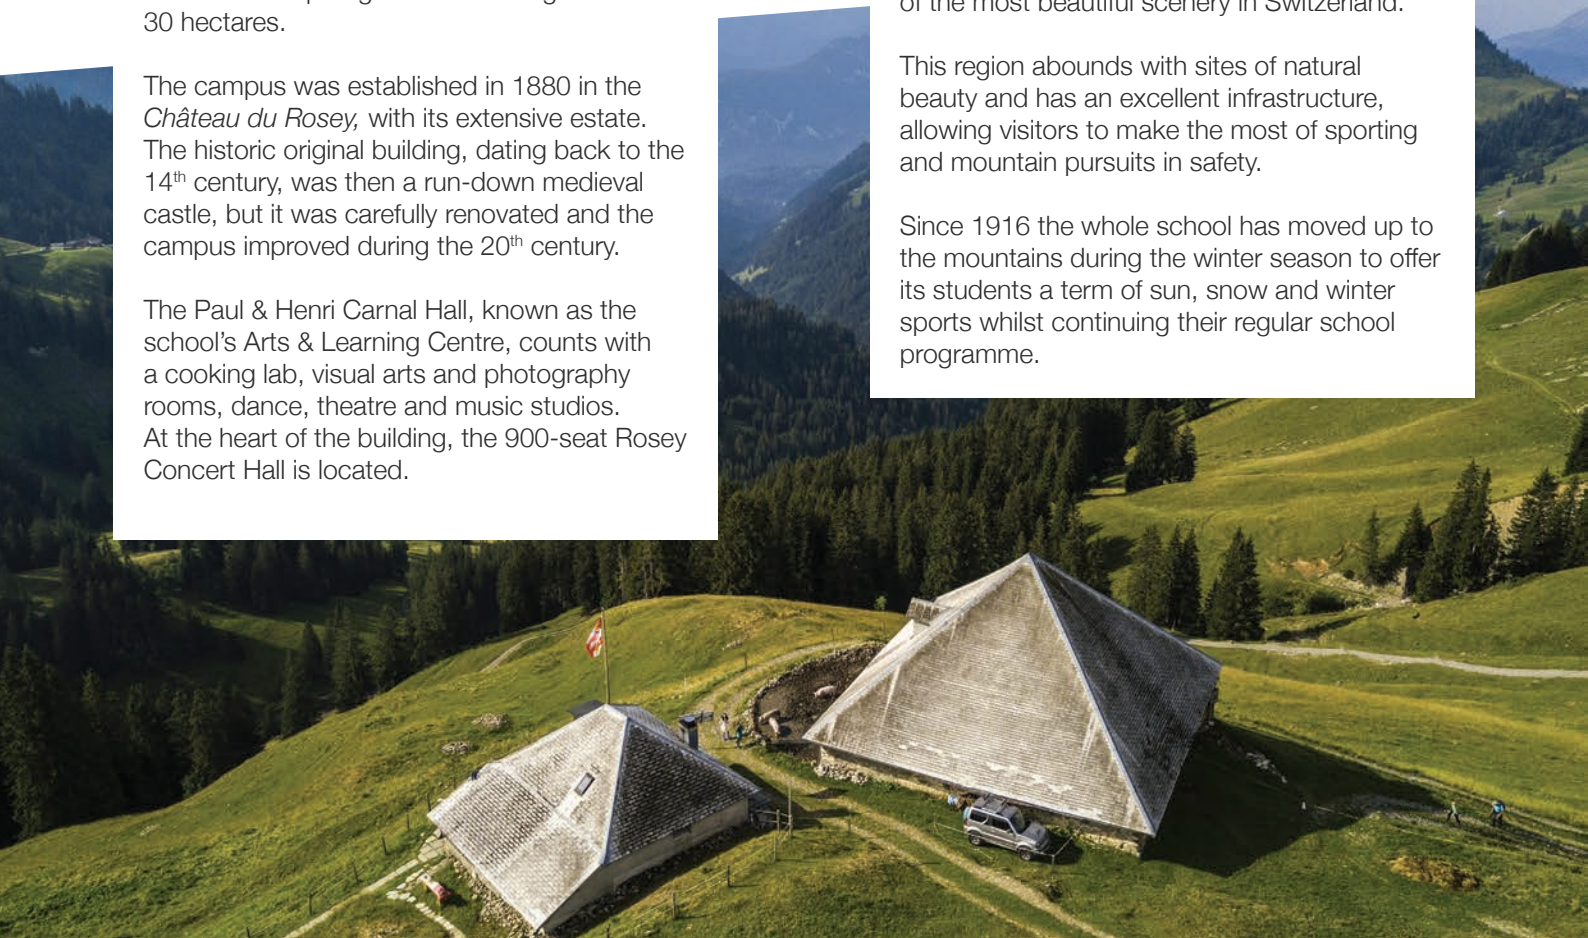 30 hectares.
The campus was established in 1880 in the
Château du Rosey, with its extensive estate.
The historic original building, dating back to the
14th century, was then a run-down medieval
castle, but it was carefully renovated and the
campus improved during the 20th century.
The Paul & Henri Carnal Hall, known as the
school's Arts & Learning Centre, counts with
a cooking lab, visual arts and photography
rooms, dance, theatre and music studios.
At the heart of the building, the 900-seat Rosey
Concert Hall is located.
of the most beautiful scenery in Switzerland.
This region abounds with sites of natural
beauty and has an excellent infrastructure,
allowing visitors to make the most of sporting
and mountain pursuits in safety.
Since 1916 the whole school has moved up to
the mountains during the winter season to offer
its students a term of sun, snow and winter
sports whilst continuing their regular school
programme.